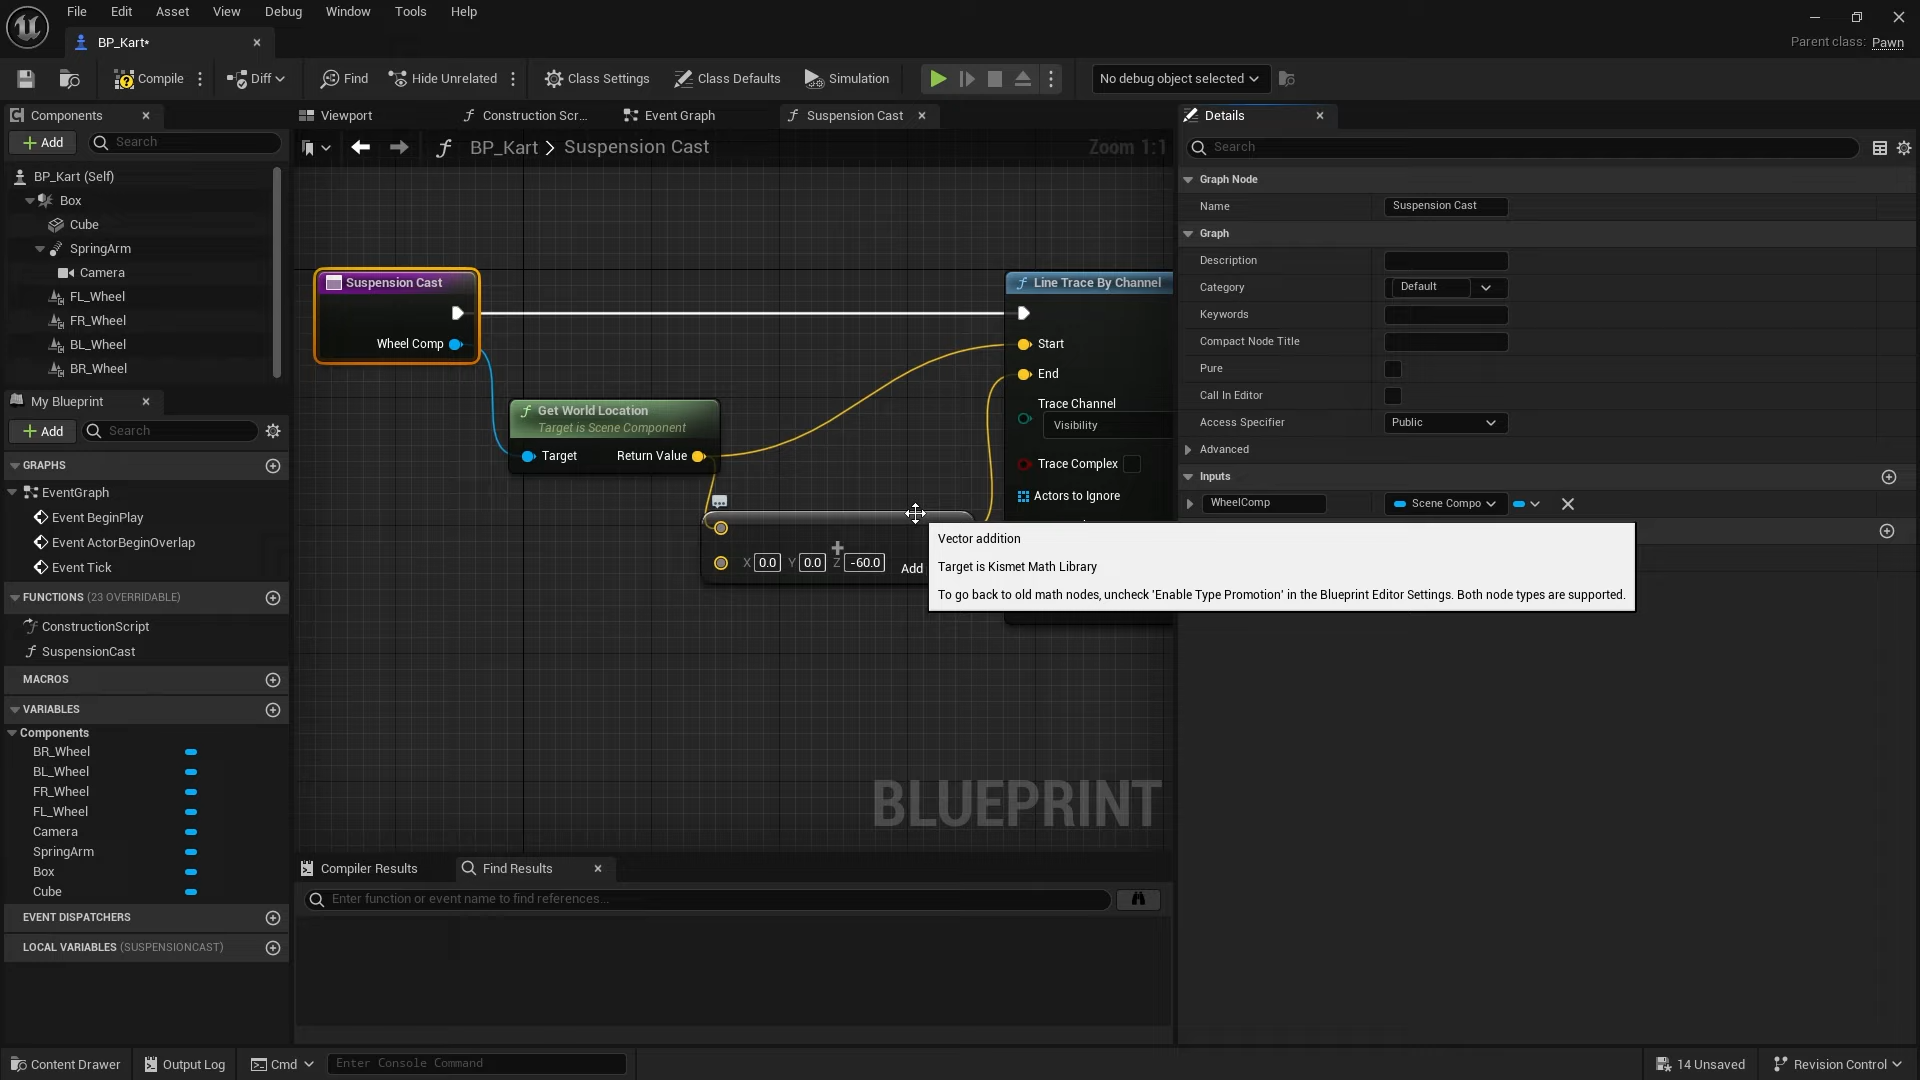 File Edit Asset View Debug Window Tools Help
BP_Kart*
Parent class: Pawn
Compile Diff Find Hide Unrelated Class Settings Class Defaults Simulation No debug object selected
Components
Add Search
BP_Kart (Self)
Box
Cube
SpringArm
Camera
FL_Wheel
FR_Wheel
BL_Wheel
BR_Wheel
My Blueprint
Add Search
GRAPHS
EventGraph
Event BeginPlay
Event ActorBeginOverlap
Event Tick
FUNCTIONS (23 OVERRIDABLE)
ConstructionScript
SuspensionCast
MACROS
VARIABLES
Components
BR_Wheel
BL_Wheel
FR_Wheel
FL_Wheel
Camera
SpringArm
Box
Cube
EVENT DISPATCHERS
LOCAL VARIABLES (SUSPENSIONCAST)
Viewport Construction Scr... Event Graph Suspension Cast
BP_Kart > Suspension Cast
Zoom 1:1
Suspension Cast
Wheel Comp
Get World Location
Target is Scene Component
Target Return Value
X 0.0 Y 0.0 Z -60.0
Add
Line Trace By Channel
Start
End
Trace Channel
Visibility
Trace Complex
Actors to Ignore
Vector addition
Target is Kismet Math Library
To go back to old math nodes, uncheck 'Enable Type Promotion' in the Blueprint Editor Settings. Both node types are supported.
BLUEPRINT
Compiler Results Find Results
Enter function or event name to find references...
Details
Search
Graph Node
Name Suspension Cast
Graph
Description
Category Default
Keywords
Compact Node Title
Pure
Call In Editor
Access Specifier Public
Advanced
Inputs
WheelComp Scene Compo
Content Drawer Output Log Cmd Enter Console Command 14 Unsaved Revision Control